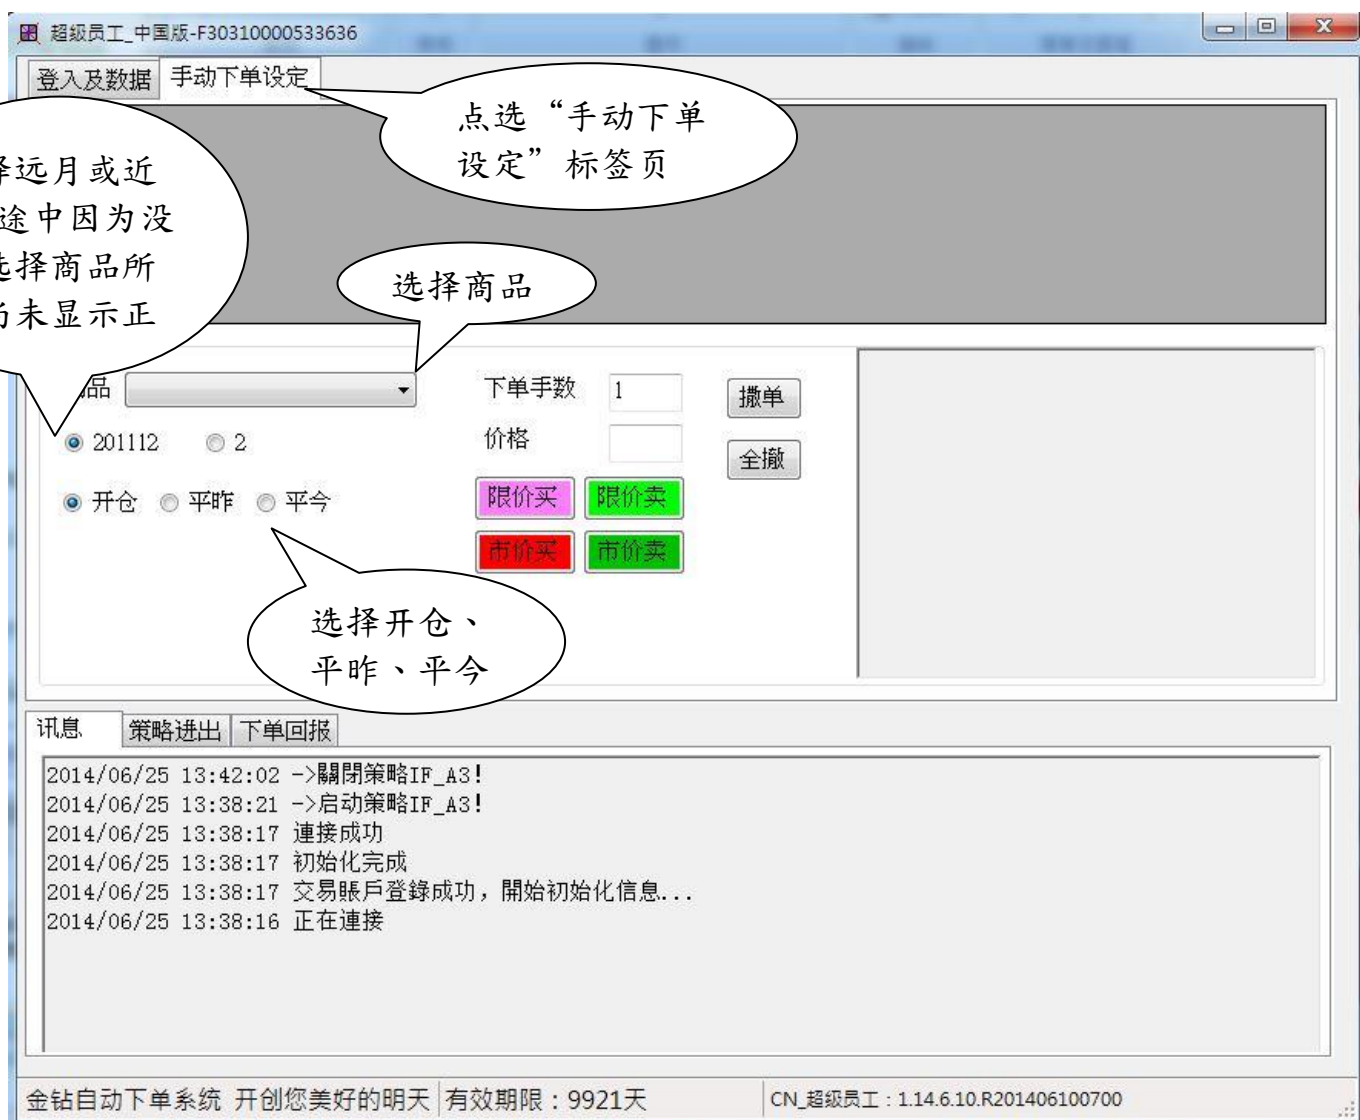 超級员工_中国版-F30310000533636
登入及数据 手动下单设定
点选“手动下单
设定”标签页
择远月或近
途中因为没
选择商品所
尚未显示正
选择商品
品
下单手数 1 撤单
201112 2 价格 全撤
开仓 平昨 平今 限价买 限价卖
市价买 市价卖
选择开仓、
平昨、平今
讯息 策略进出 下单回报
2014/06/25 13:42:02 ->關閉策略IF_A3!
2014/06/25 13:38:21 ->启动策略IF_A3!
2014/06/25 13:38:17 連接成功
2014/06/25 13:38:17 初始化完成
2014/06/25 13:38:17 交易賬戶登錄成功，開始初始化信息...
2014/06/25 13:38:16 正在連接
金钻自动下单系统 开创您美好的明天 有效期限：9921天 CN_超級员工：1.14.6.10.R201406100700